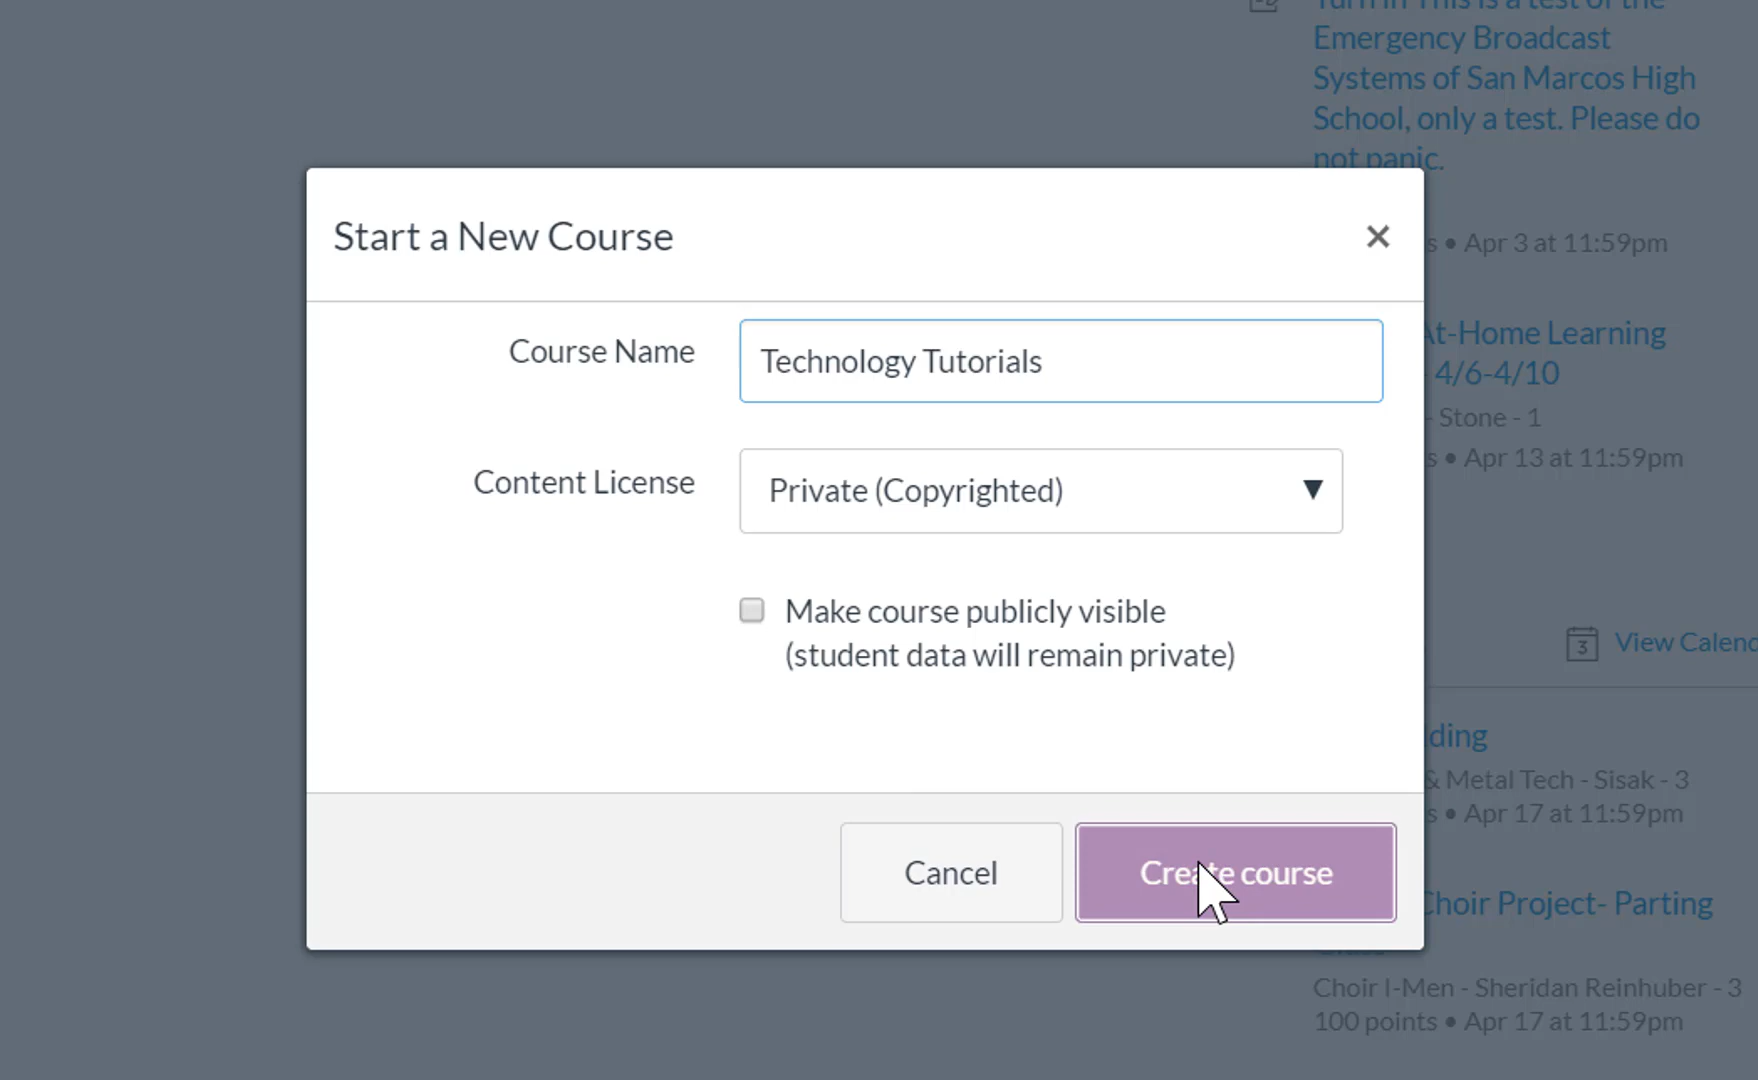 Turn in This is a test of the
Emergency Broadcast
Systems of San Marcos High
School, only a test. Please do
not panic.
Start a New Course
s • Apr 3 at 11:59pm
Course Name
Technology Tutorials
At-Home Learning
4/6-4/10
- Stone - 1
s • Apr 13 at 11:59pm
Content License
Private (Copyrighted)
Make course publicly visible
(student data will remain private)
3
View Calend
ding
& Metal Tech - Sisak - 3
s • Apr 17 at 11:59pm
Cancel
Create course
Choir Project- Parting
Choir I-Men - Sheridan Reinhuber - 3
100 points • Apr 17 at 11:59pm